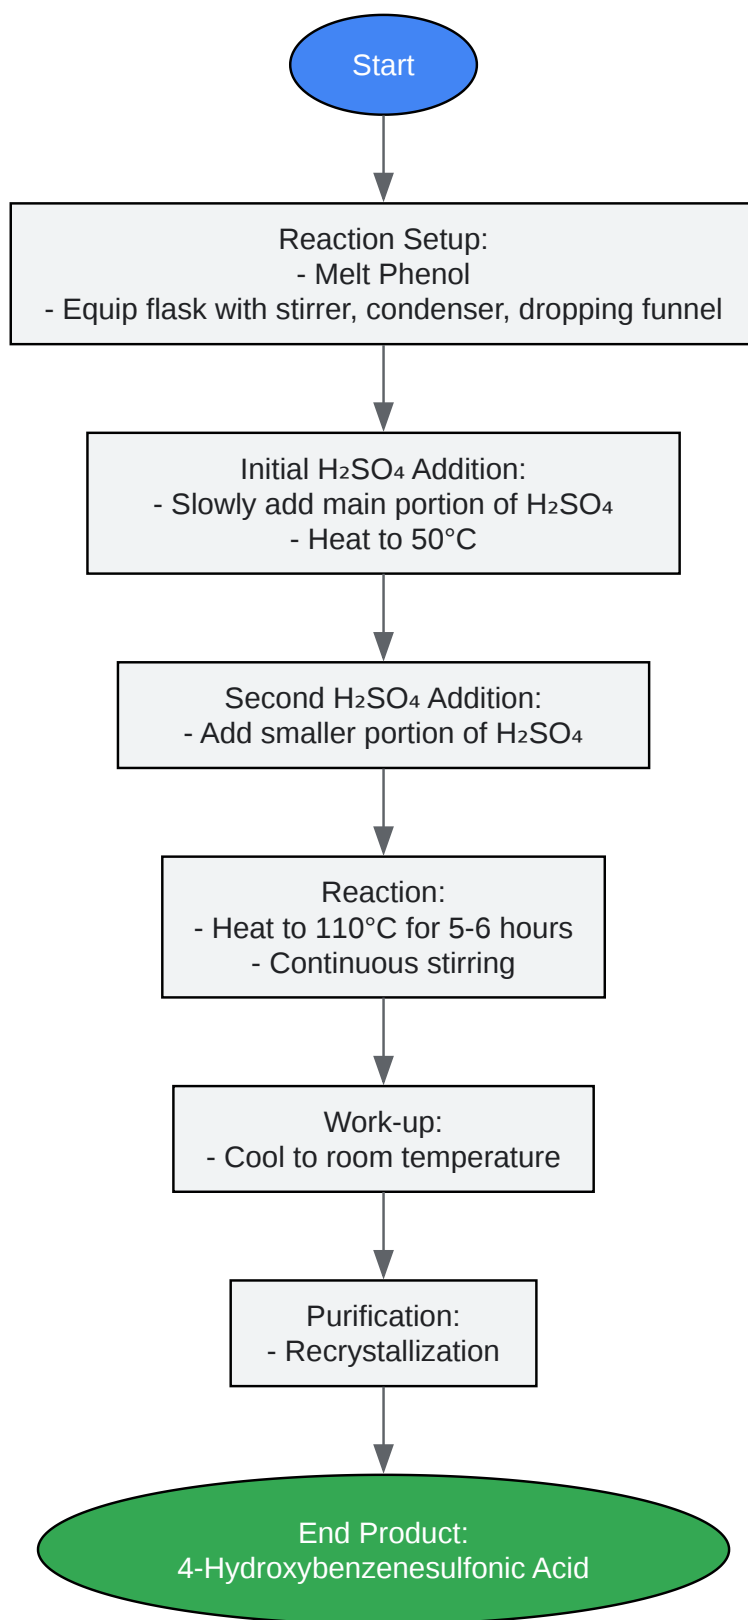 Start
Reaction Setup:
- Melt Phenol
- Equip flask with stirrer, condenser, dropping funnel
Initial H₂SO₄ Addition:
- Slowly add main portion of H₂SO₄
- Heat to 50°C
Second H₂SO₄ Addition:
- Add smaller portion of H₂SO₄
Reaction:
- Heat to 110°C for 5-6 hours
- Continuous stirring
Work-up:
- Cool to room temperature
Purification:
- Recrystallization
End Product:
4-Hydroxybenzenesulfonic Acid